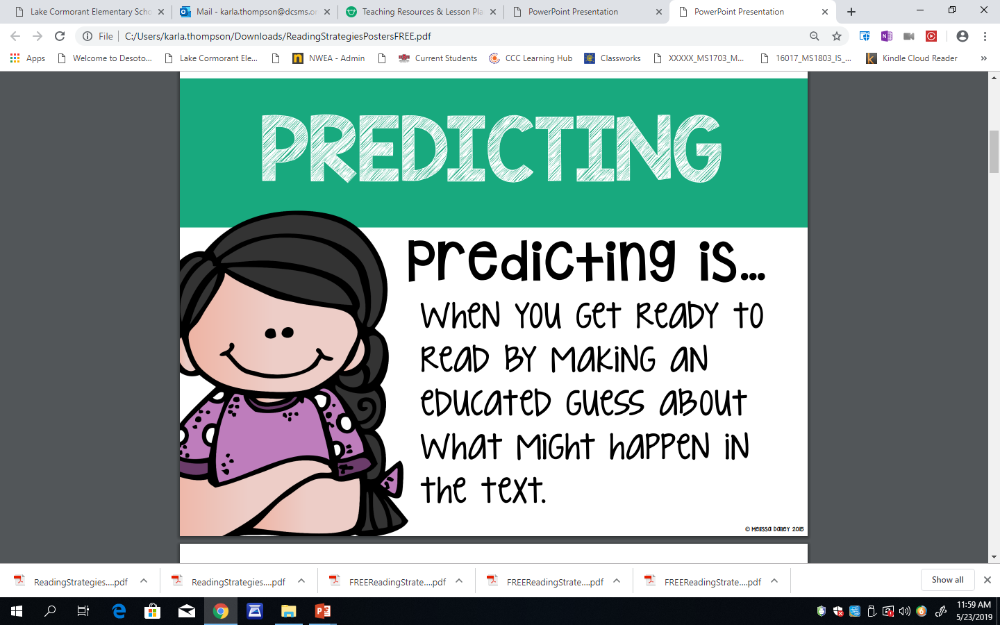 Lake Cormorant Elementary Scho
Mail - karla.thompson@dcsms.or
Teaching Resources & Lesson Pla
PowerPoint Presentation
PowerPoint Presentation
File
C:/Users/karla.thompson/Downloads/ReadingStrategiesPostersFREE.pdf
Apps
Welcome to Desoto...
Lake Cormorant Ele...
NWEA - Admin
Current Students
CCC Learning Hub
Classworks
XXXXX_MS1703_M...
16017_MS1803_IS_...
Kindle Cloud Reader
PREDICTING
Predicting is...
When you get ready to
read by making an
educated guess about
what might happen in
the text.
© Melissa Dailey 2015
ReadingStrategies....pdf
ReadingStrategies....pdf
FREEReadingStrate....pdf
FREEReadingStrate....pdf
FREEReadingStrate....pdf
Show all
11:59 AM
5/23/2019